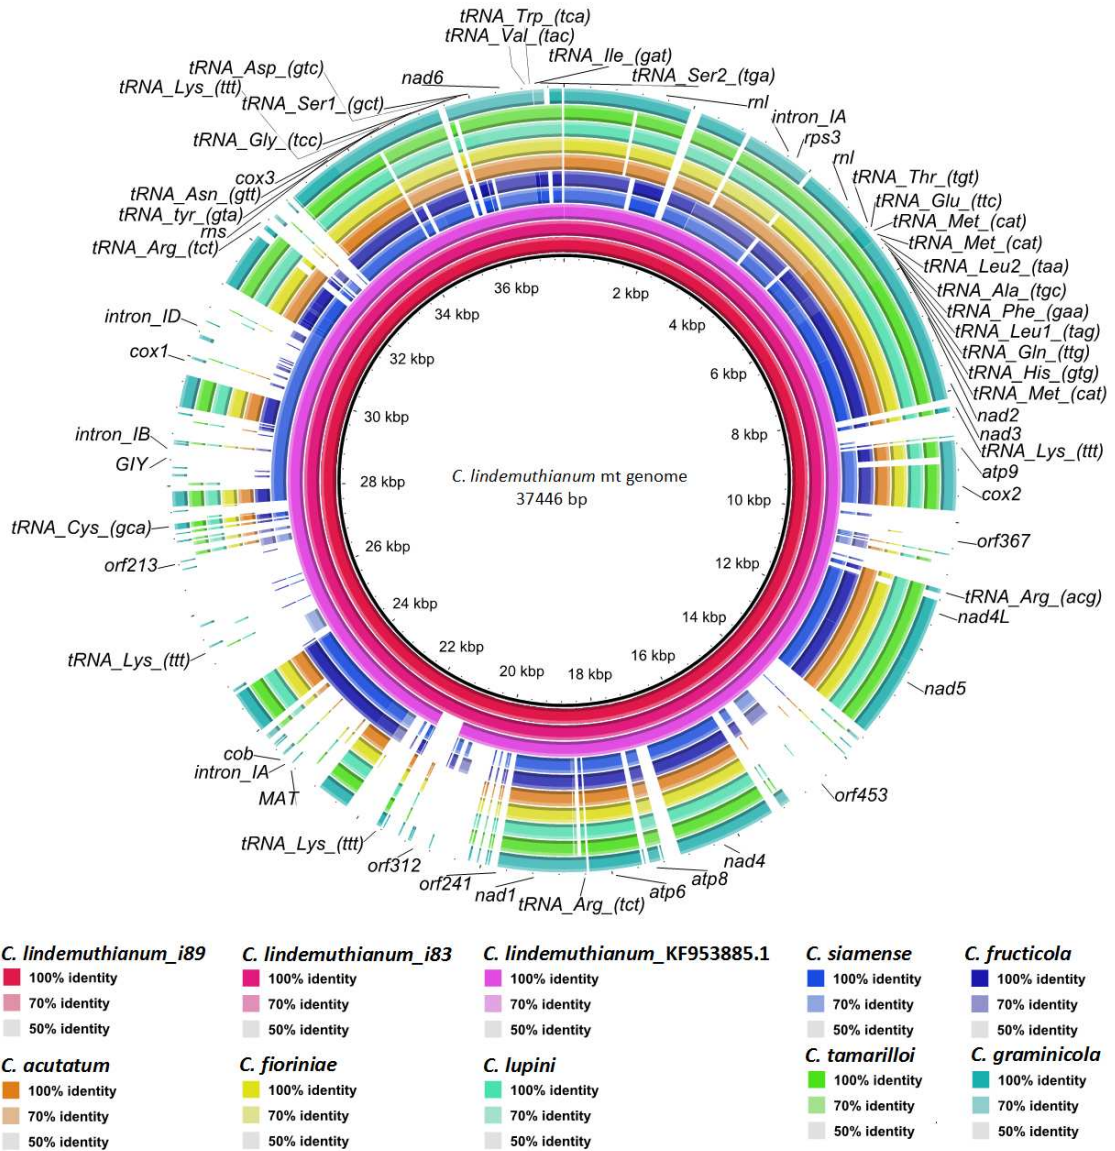 tRNA_Trp_(tca)
tRNA_Val_(tac)
tRNA_Ile_(gat)
tRNA_Ser2_(tga)
rnl
intron_IA
rps3
rnl
tRNA_Thr_(tgt)
tRNA_Glu_(ttc)
tRNA_Met_(cat)
tRNA_Met_(cat)
tRNA_Leu2_(taa)
tRNA_Ala_(tgc)
tRNA_Phe_(gaa)
tRNA_Leu1_(tag)
tRNA_Gln_(ttg)
tRNA_His_(gtg)
tRNA_Met_(cat)
nad2
nad3
tRNA_Lys_(ttt)
atp9
cox2
orf367
tRNA_Arg_(acg)
nad4L
nad5
orf453
nad4
atp8
atp6
tRNA_Arg_(tct)
nad1
orf241
orf312
tRNA_Lys_(ttt)
MAT
intron_IA
cob
tRNA_Lys_(ttt)
orf213
tRNA_Cys_(gca)
GIY
intron_IB
cox1
intron_ID
tRNA_Arg_(tct)
rns
tRNA_tyr_(gta)
tRNA_Asn_(gtt)
cox3
tRNA_Gly_(tcc)
tRNA_Ser1_(gct)
tRNA_Lys_(ttt)
tRNA_Asp_(gtc)
nad6
2 kbp
4 kbp
6 kbp
8 kbp
10 kbp
12 kbp
14 kbp
16 kbp
18 kbp
20 kbp
22 kbp
24 kbp
26 kbp
28 kbp
30 kbp
32 kbp
34 kbp
36 kbp
C. lindemuthianum mt genome
37446 bp
C. lindemuthianum_i89
100% identity
70% identity
50% identity
C. lindemuthianum_i83
100% identity
70% identity
50% identity
C. lindemuthianum_KF953885.1
100% identity
70% identity
50% identity
C. siamense
100% identity
70% identity
50% identity
C. fructicola
100% identity
70% identity
50% identity
C. acutatum
100% identity
70% identity
50% identity
C. fioriniae
100% identity
70% identity
50% identity
C. lupini
100% identity
70% identity
50% identity
C. tamarilloi
100% identity
70% identity
50% identity
C. graminicola
100% identity
70% identity
50% identity